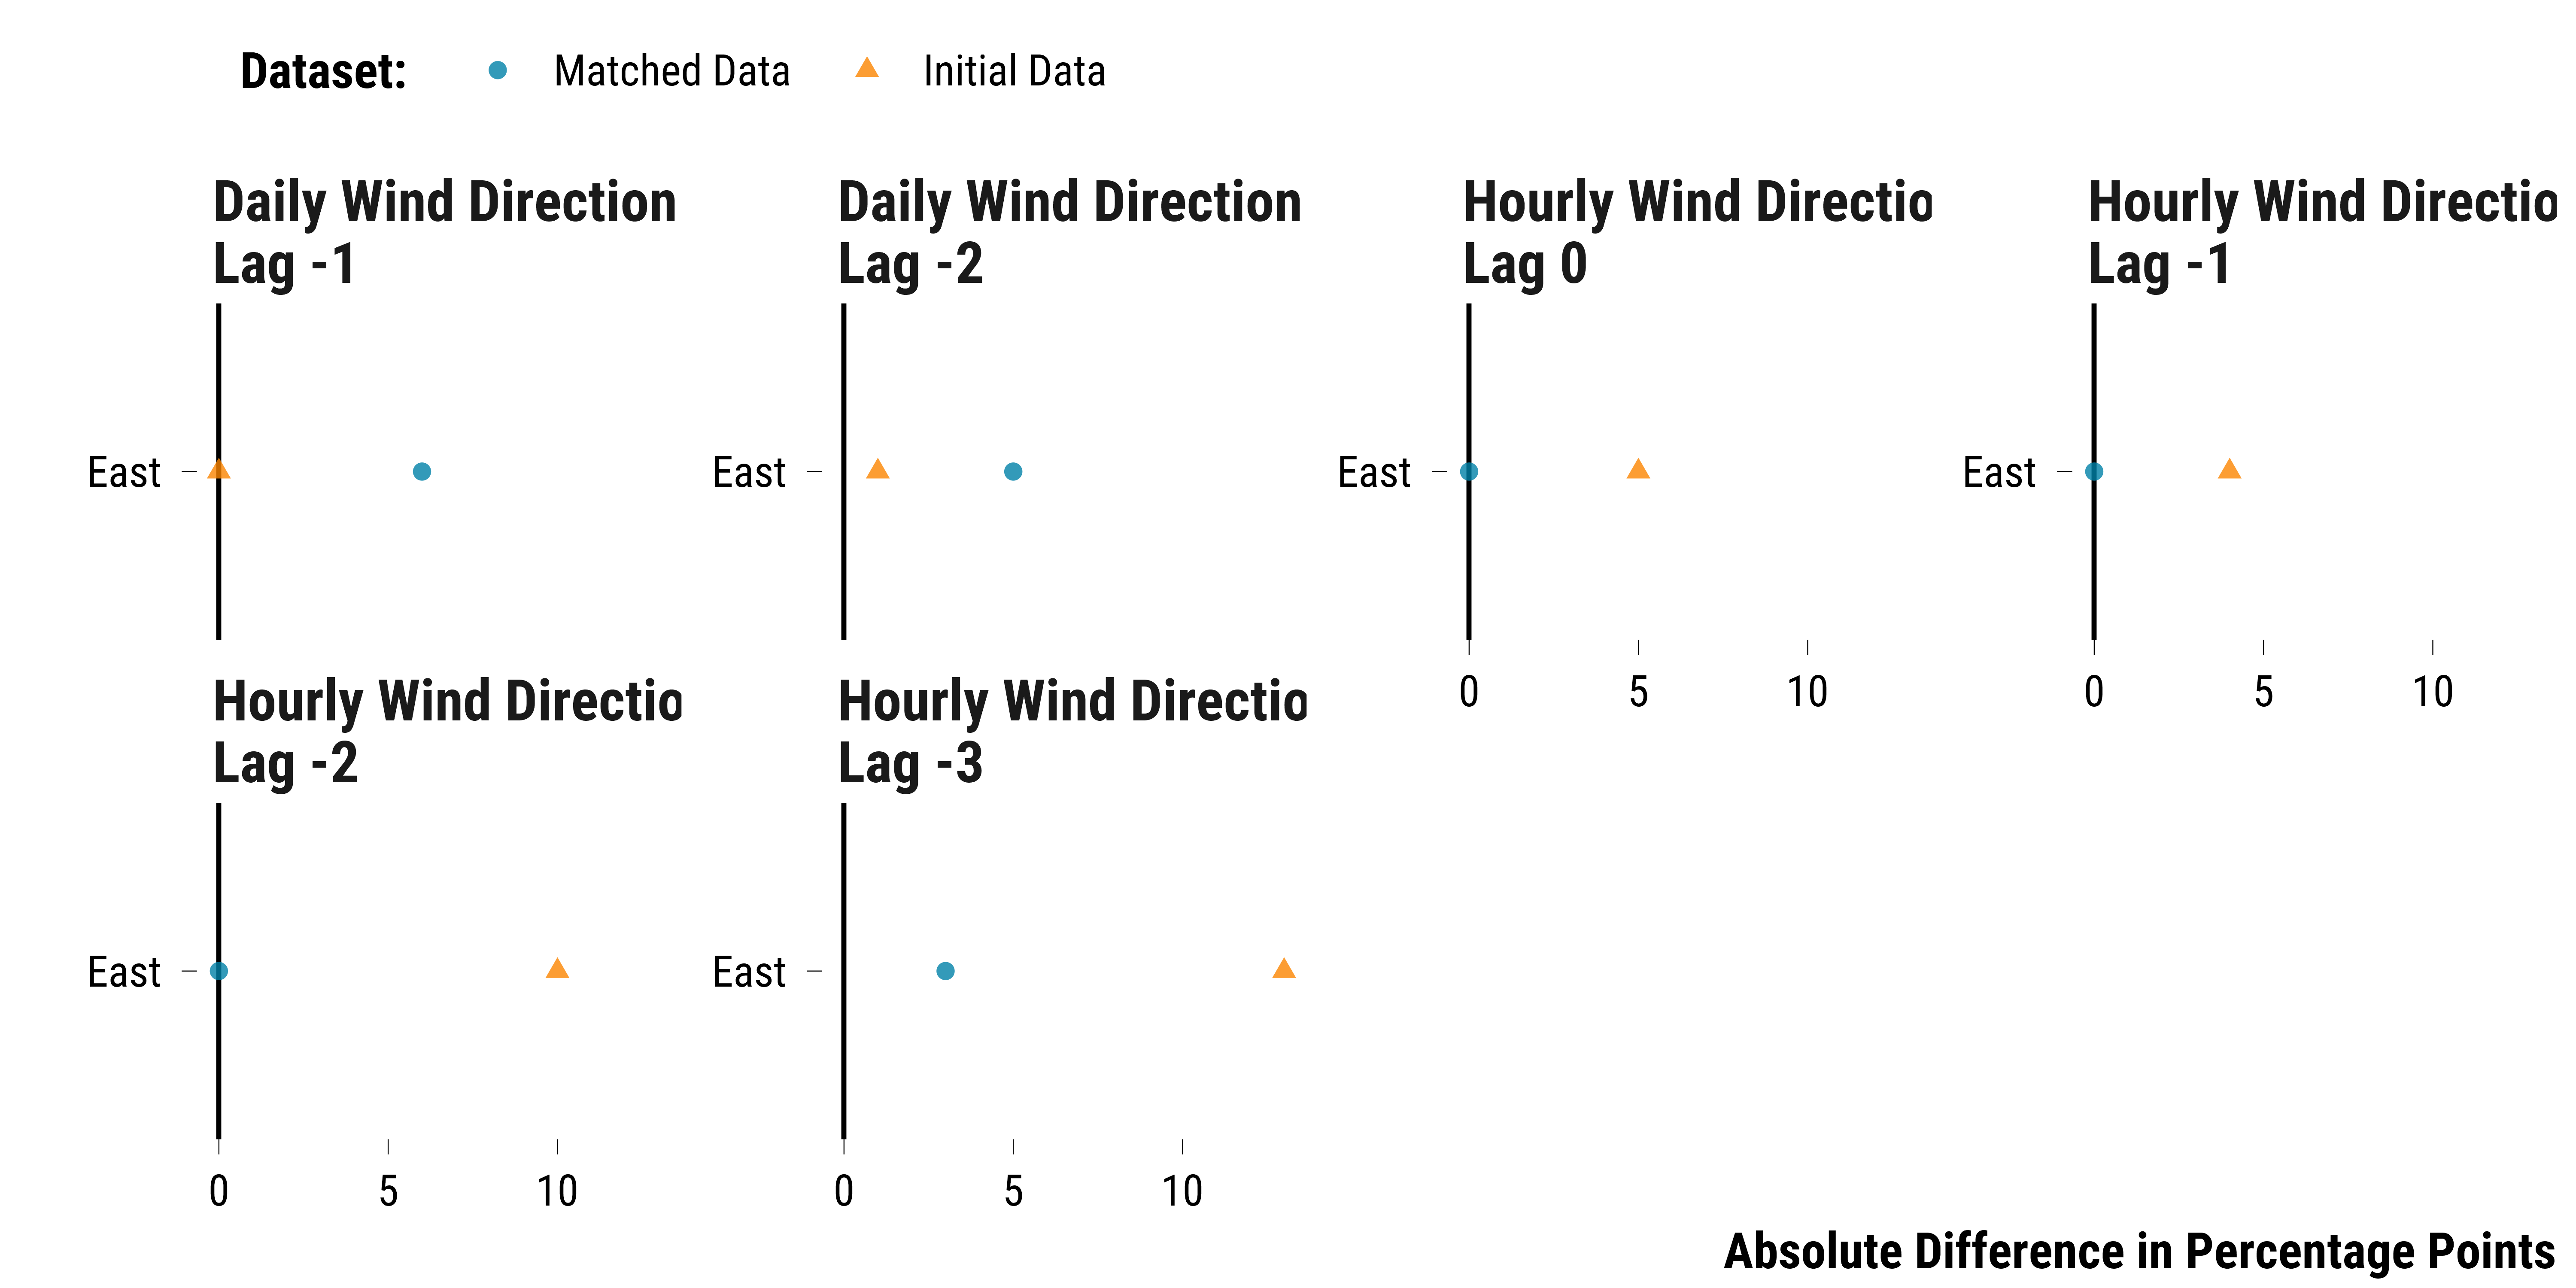 Dataset: Matched Data Initial Data
Daily Wind Direction Daily Wind Direction Hourly Wind Directio Hourly Wind Directio
Lag -1 Lag -2 Lag 0 Lag -1
East East East East
0 5 10 0 5 10
Hourly Wind Directio Hourly Wind Directio
Lag -2 Lag -3
East East
0 5 10 0 5 10
Absolute Difference in Percentage Points